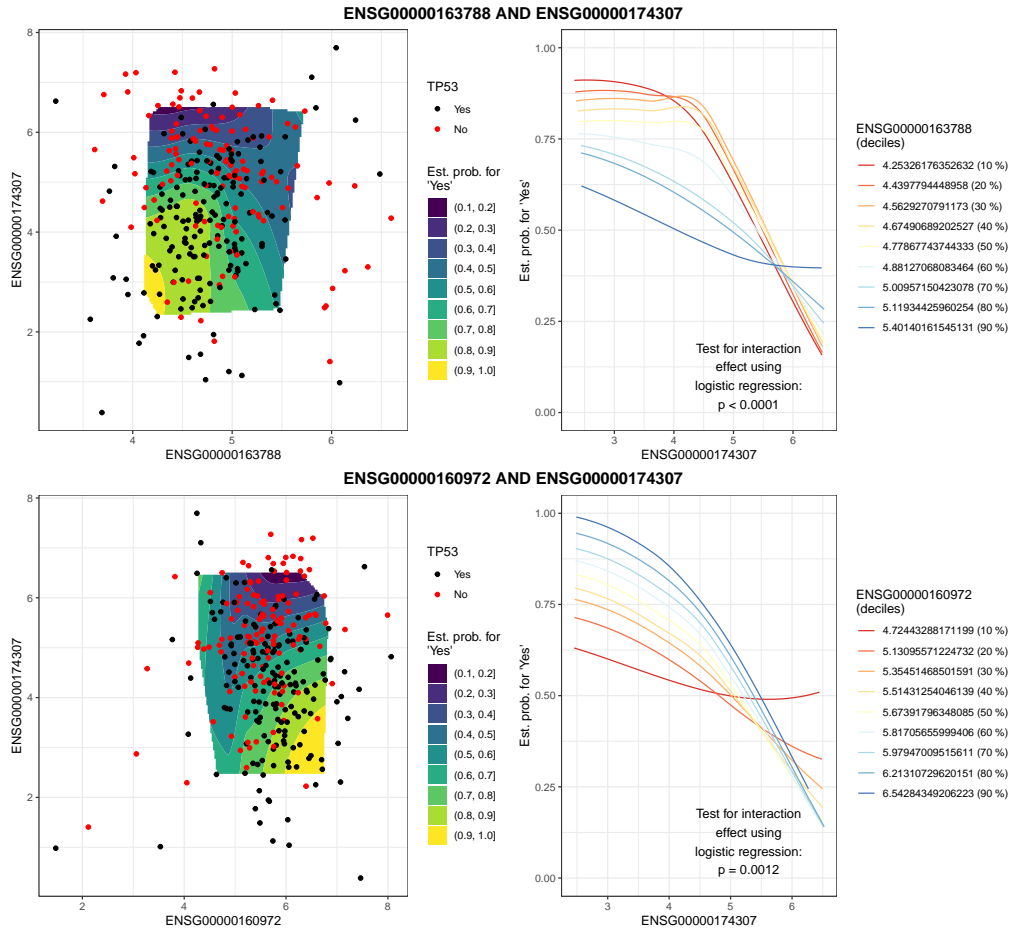 ENSG00000163788 AND ENSG00000174307
8
6
4
2
4
5
6
ENSG00000163788
ENSG00000174307
TP53
Yes
No
Est. prob. for
'Yes'
(0.1, 0.2]
(0.2, 0.3]
(0.3, 0.4]
(0.4, 0.5]
(0.5, 0.6]
(0.6, 0.7]
(0.7, 0.8]
(0.8, 0.9]
(0.9, 1.0]
1.00
0.75
0.50
0.25
0.00
Est. prob. for 'Yes'
3
4
5
6
ENSG00000174307
Test for interaction
effect using
logistic regression:
p < 0.0001
ENSG00000163788
(deciles)
4.25326176352632 (10 %)
4.4397794448958 (20 %)
4.5629270791173 (30 %)
4.67490689202527 (40 %)
4.77867743744333 (50 %)
4.88127068083464 (60 %)
5.00957150423078 (70 %)
5.11934425960254 (80 %)
5.40140161545131 (90 %)
ENSG00000160972 AND ENSG00000174307
8
6
4
2
2
4
6
8
ENSG00000160972
ENSG00000174307
TP53
Yes
No
Est. prob. for
'Yes'
(0.1, 0.2]
(0.2, 0.3]
(0.3, 0.4]
(0.4, 0.5]
(0.5, 0.6]
(0.6, 0.7]
(0.7, 0.8]
(0.8, 0.9]
(0.9, 1.0]
1.00
0.75
0.50
0.25
0.00
Est. prob. for 'Yes'
3
4
5
6
ENSG00000174307
Test for interaction
effect using
logistic regression:
p = 0.0012
ENSG00000160972
(deciles)
4.72443288171199 (10 %)
5.13095571224732 (20 %)
5.35451468501591 (30 %)
5.51431254046139 (40 %)
5.67391796348085 (50 %)
5.81705655999406 (60 %)
5.97947009515611 (70 %)
6.21310729620151 (80 %)
6.54284349206223 (90 %)